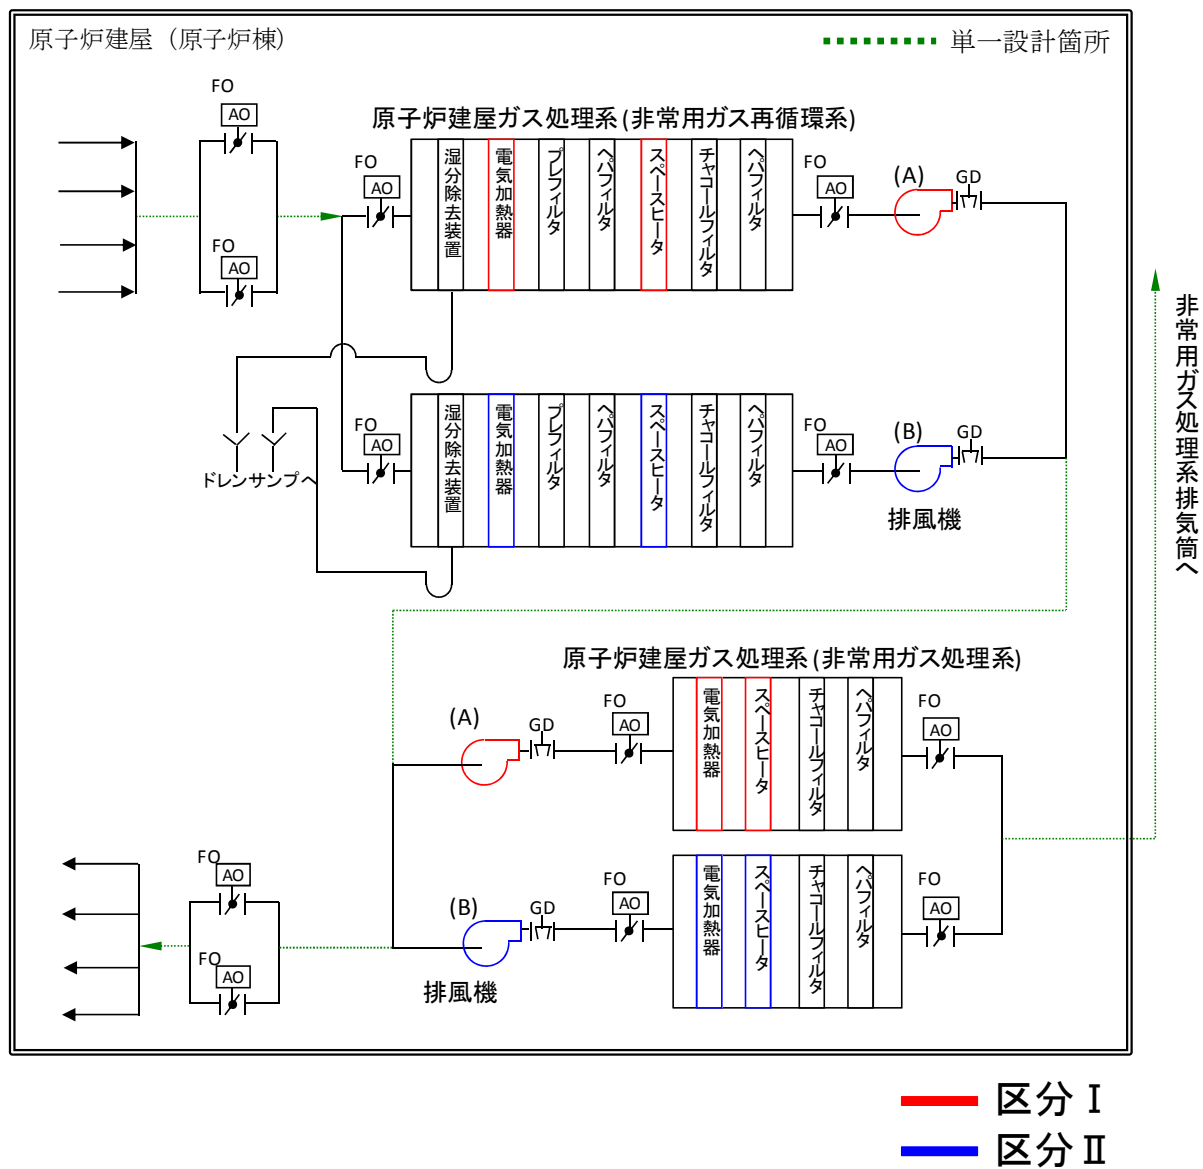 原子炉建屋（原子炉棟）
単一設計箇所
FO
AO
FO
AO
原子炉建屋ガス処理系(非常用ガス再循環系)
FO
AO
湿分除去装置
電気加熱器
プレフィルタ
ヘパフィルタ
スペースヒータ
チャコールフィルタ
ヘパフィルタ
FO
AO
(A)
GD
FO
AO
湿分除去装置
電気加熱器
プレフィルタ
ヘパフィルタ
スペースヒータ
チャコールフィルタ
ヘパフィルタ
FO
AO
(B)
GD
排風機
ドレンサンプへ
非常用ガス処理系排気筒へ
原子炉建屋ガス処理系(非常用ガス処理系)
(A)
GD
FO
AO
電気加熱器
スペースヒータ
チャコールフィルタ
ヘパフィルタ
FO
AO
(B)
GD
FO
AO
電気加熱器
スペースヒータ
チャコールフィルタ
ヘパフィルタ
FO
AO
排風機
FO
AO
FO
AO
区分Ⅰ
区分Ⅱ